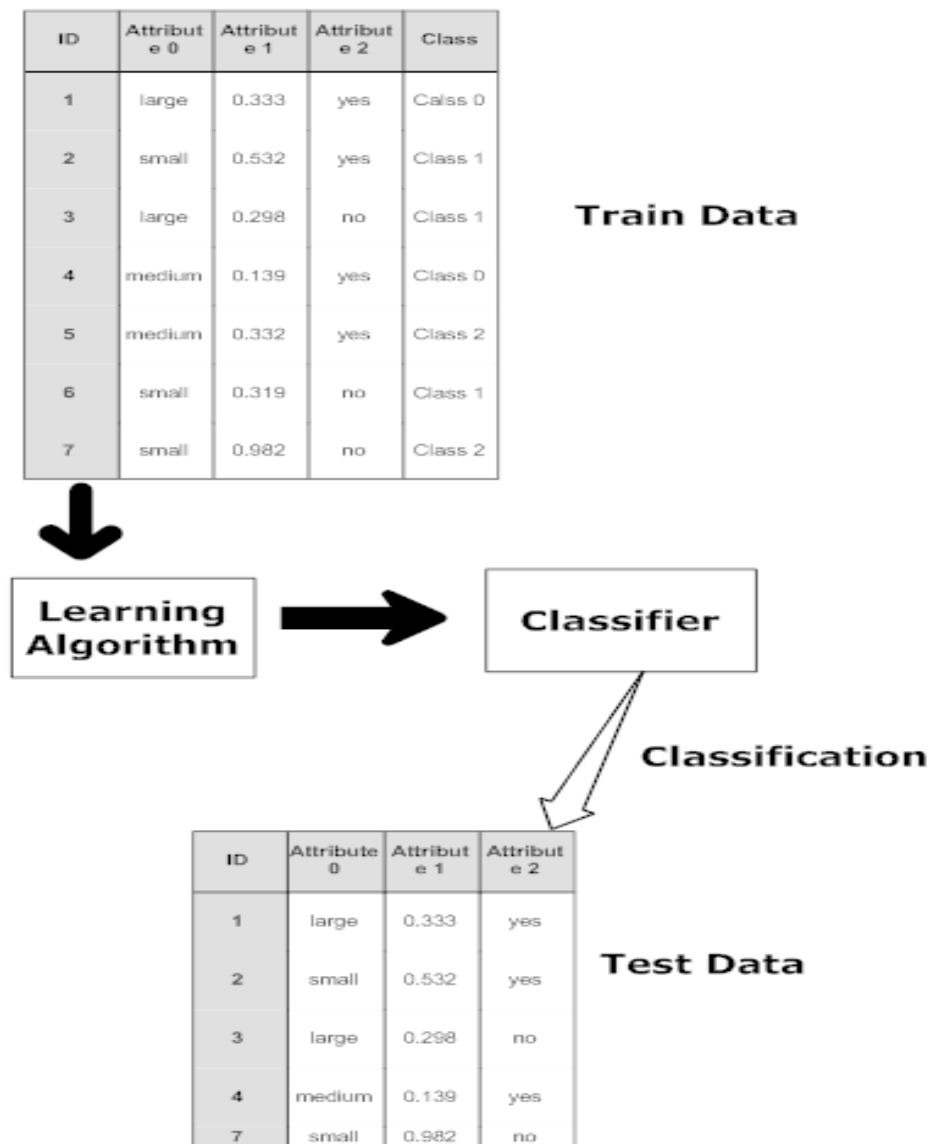 ID Attribut e 0 Attribut e 1 Attribut e 2 Class
1 large 0.333 yes Calss 0
2 small 0.532 yes Class 1
3 large 0.298 no Class 1
4 medium 0.139 yes Class 0
5 medium 0.332 yes Class 2
6 small 0.319 no Class 1
7 small 0.982 no Class 2
Train Data
Learning
Algorithm
Classifier
Classification
ID Attribute 0 Attribut e 1 Attribut e 2
1 large 0.333 yes
2 small 0.532 yes
3 large 0.298 no
4 medium 0.139 yes
7 small 0.982 no
Test Data